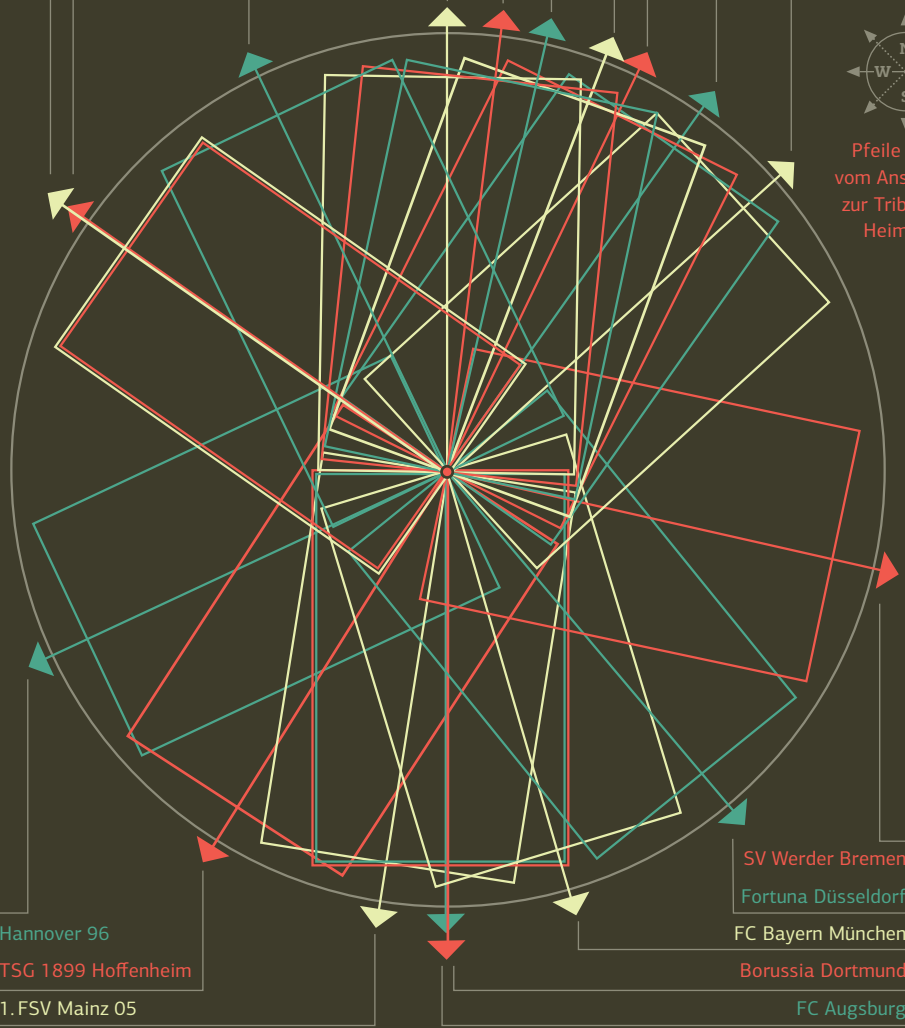 N
W
S
Pfeile
vom Ans
zur Trib
Heim
SV Werder Bremen
Fortuna Düsseldorf
Hannover 96
FC Bayern München
TSG 1899 Hoffenheim
Borussia Dortmund
1. FSV Mainz 05
FC Augsburg